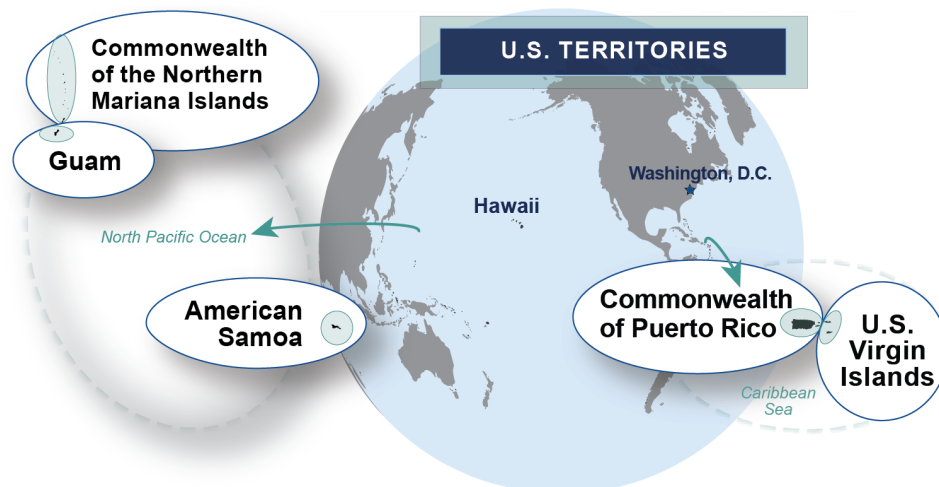 U.S. TERRITORIES
Commonwealth
of the Northern
Mariana Islands
Guam
Washington, D.C.
Hawaii
North Pacific Ocean
American
Samoa
Commonwealth
of Puerto Rico
U.S.
Virgin
Islands
Caribbean
Sea